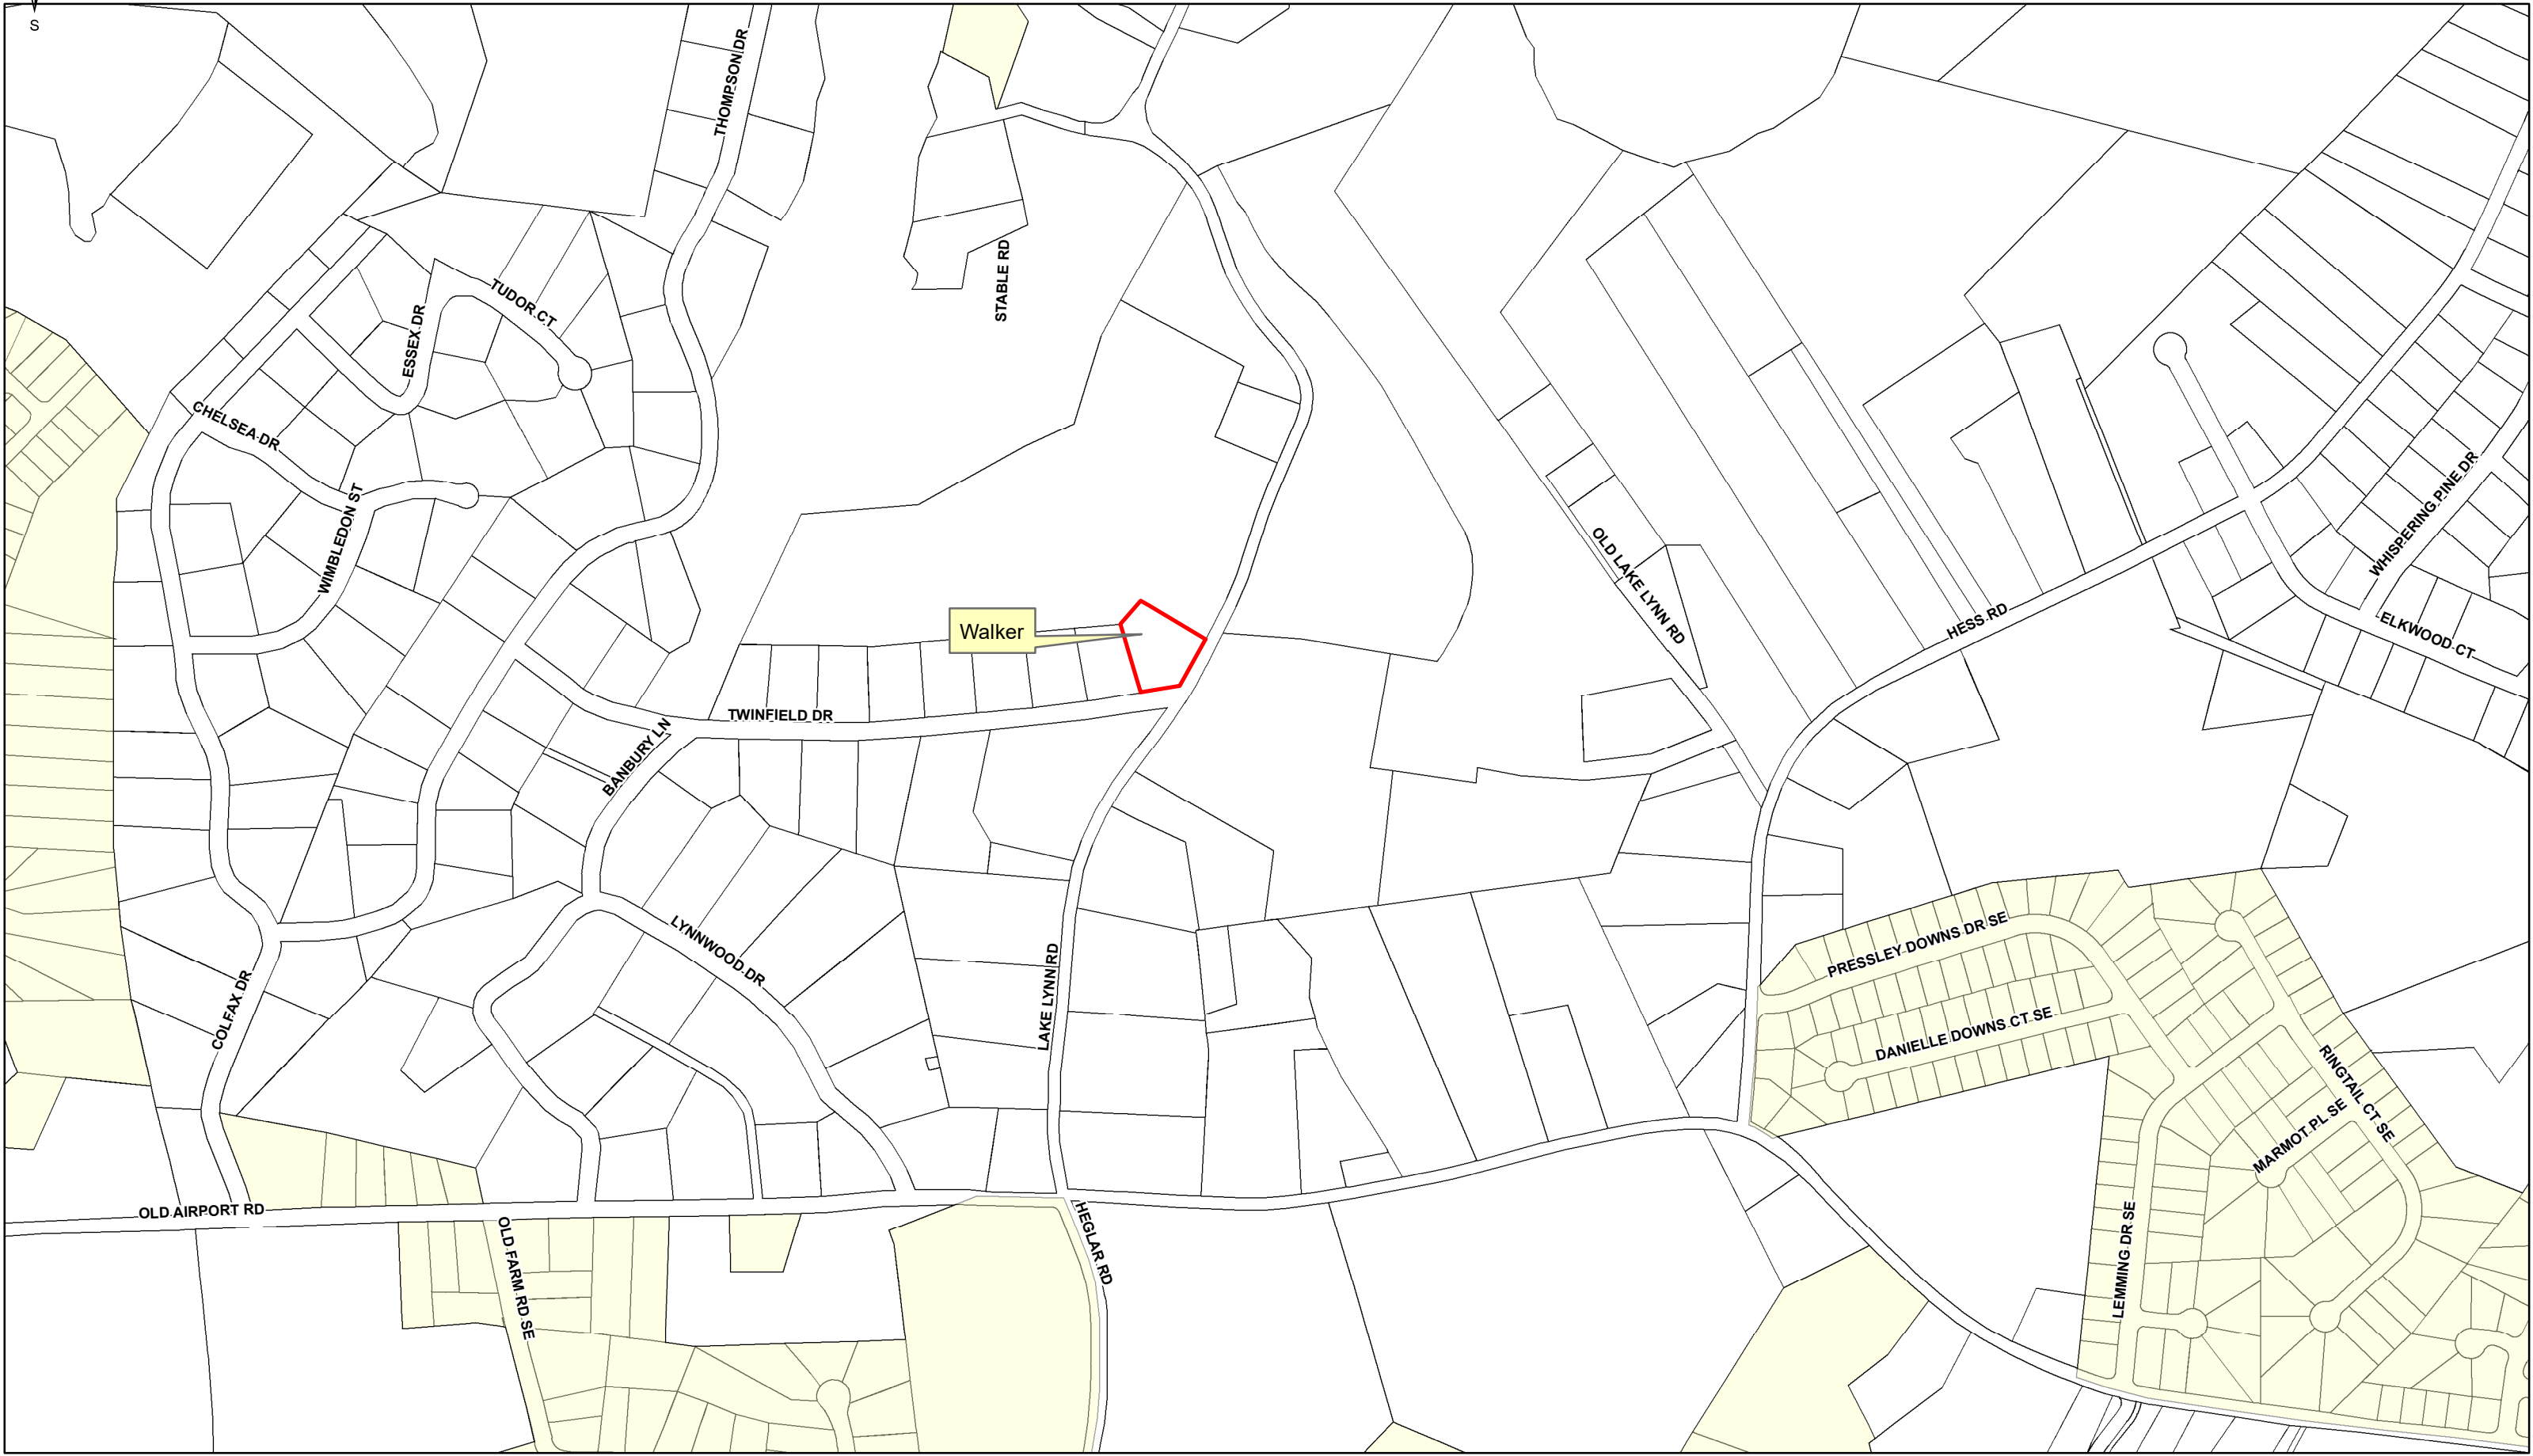 S
THOMPSON DR
STABLE RD
TUDOR CT
ESSEX DR
CHELSEA DR
WIMBLEDON ST
WHISPERING PINE DR
OLD LAKE LYNN RD
HESS RD
ELKWOOD CT
Walker
TWINFIELD DR
BANBURY LN
LYNNWOOD DR
PRESSLEY DOWNS DR SE
LAKE LYNN RD
COLFAX DR
DANIELLE DOWNS CT SE
RINGTAIL CT SE
MARMOT PL SE
OLD AIRPORT RD
HEGLAR RD
OLD FARM RD SE
LEMMING DR SE